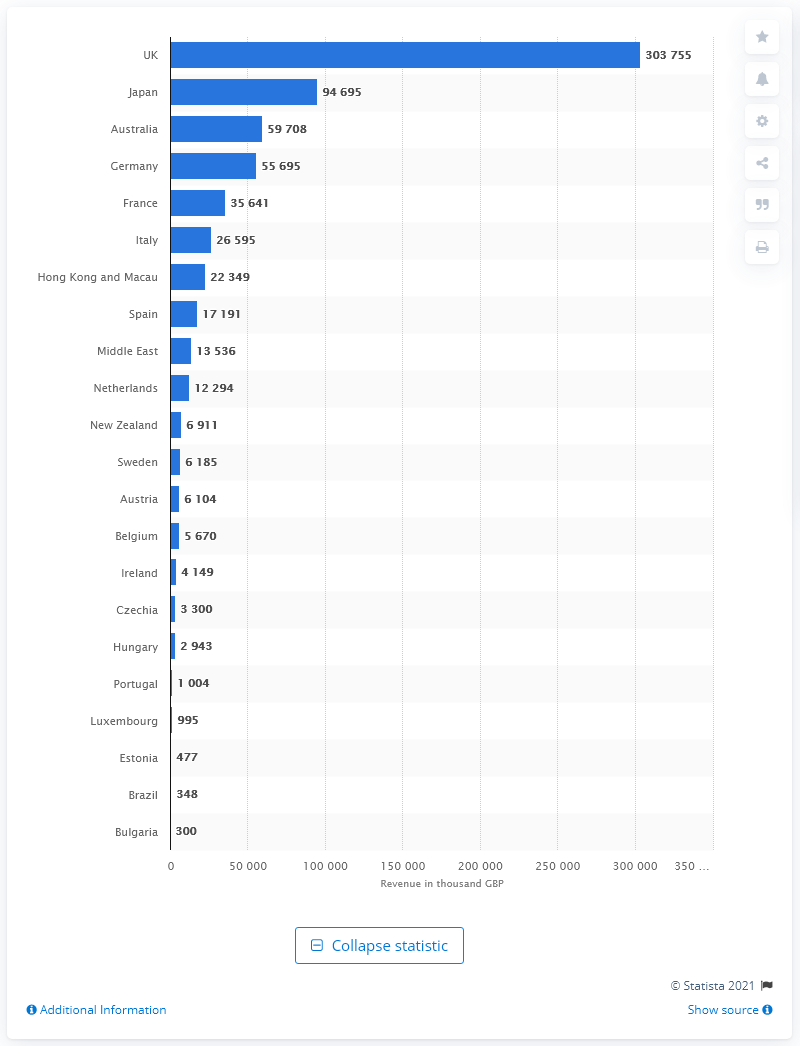 UK 303 755
Japan 94 695
Australia 59 708
Germany 55 695
France 35 641
Italy 26 595
Hong Kong and Macau 22 349
Spain 17 191
Middle East 13 536
Netherlands 12 294
New Zealand 6 911
Sweden 6 185
Austria 6 104
Belgium 5 670
Ireland 4 149
Czechia 3 300
Hungary 2 943
Portugal 1 004
Luxembourg 995
Estonia 477
Brazil 348
Bulgaria 300
0 50 000 100 000 150 000 200 000 250 000 300 000 350 ...
Revenue in thousand GBP
Collapse statistic
© Statista 2021
Additional Information Show source